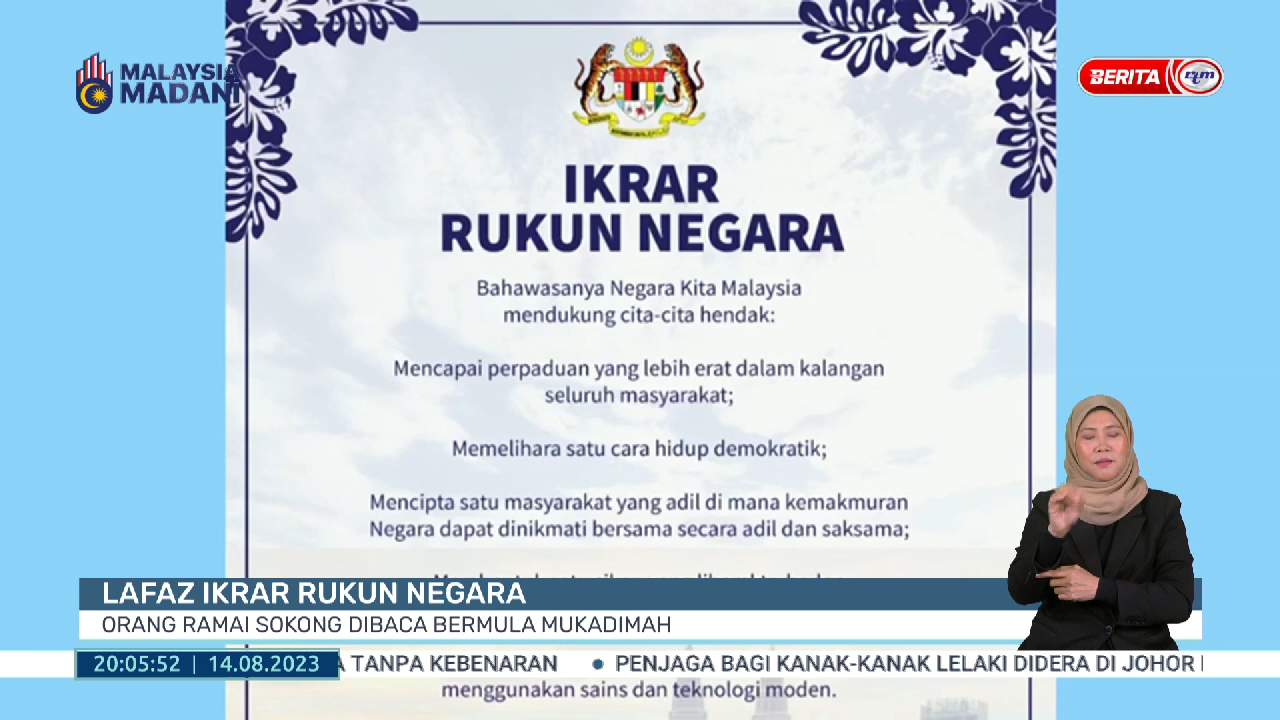 MALAYSIA
MADANI
BERITA rtm
IKRAR
RUKUN NEGARA
Bahawasanya Negara Kita Malaysia
mendukung cita-cita hendak:
Mencapai perpaduan yang lebih erat dalam kalangan
seluruh masyarakat;
Memelihara satu cara hidup demokratik;
Mencipta satu masyarakat yang adil di mana kemakmuran
Negara dapat dinikmati bersama secara adil dan saksama;
LAFAZ IKRAR RUKUN NEGARA
ORANG RAMAI SOKONG DIBACA BERMULA MUKADIMAH
20:05:52 | 14.08.2023 A TANPA KEBENARAN • PENJAGA BAGI KANAK-KANAK LELAKI DIDERA DI JOHOR
menggunakan sains dan teknologi moden.